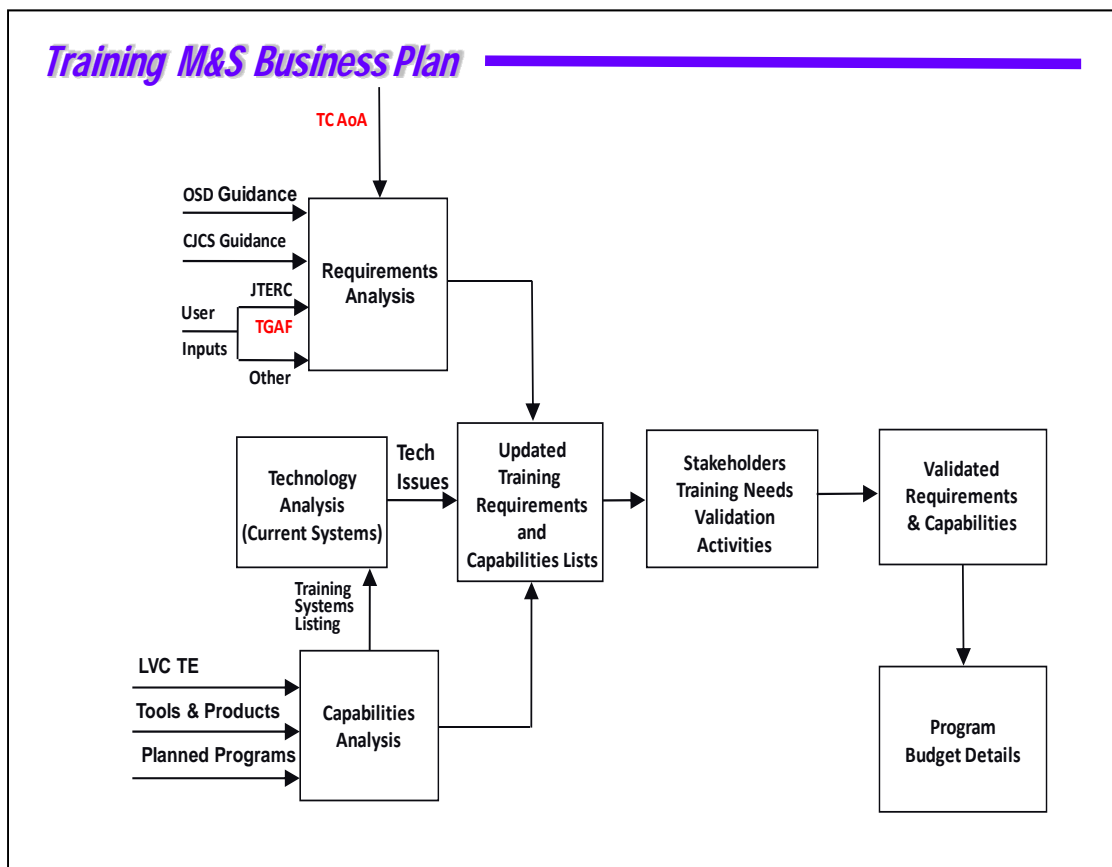 Training M&S Business Plan
TC AoA
OSD Guidance
CJCS Guidance
JTERC
User
TGAF
Inputs
Other
Requirements
Analysis
Technology
Analysis
(Current Systems)
Tech
Issues
Updated
Training
Requirements
and
Capabilities Lists
Stakeholders
Training Needs
Validation
Activities
Validated
Requirements
& Capabilities
Training
Systems
Listing
LVC TE
Tools & Products
Planned Programs
Capabilities
Analysis
Program
Budget Details